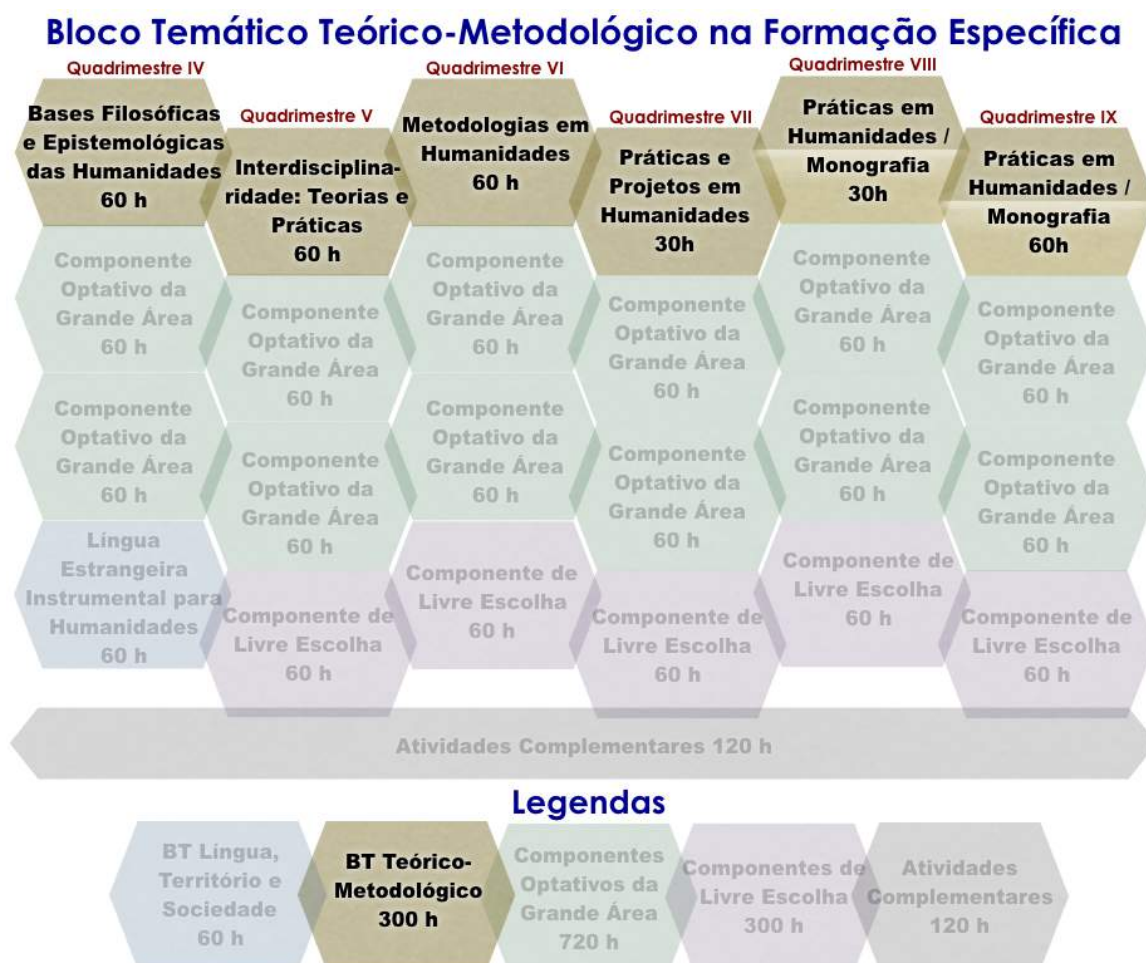 Bloco Temático Teórico-Metodológico na Formação Específica
Quadrimestre IV
Bases Filosóficas
e Epistemológicas
das Humanidades
60 h
Componente
Optativo da
Grande Área
60 h
Componente
Optativo da
Grande Área
60 h
Língua
Estrangeira
Instrumental para
Humanidades
60 h
Quadrimestre V
Interdisciplina-
ridade: Teorias e
Práticas
60 h
Componente
Optativo da
Grande Área
60 h
Componente
Optativo da
Grande Área
60 h
Componente de
Livre Escolha
60 h
Quadrimestre VI
Metodologias em
Humanidades
60 h
Componente
Optativo da
Grande Área
60 h
Componente
Optativo da
Grande Área
60 h
Componente de
Livre Escolha
60 h
Quadrimestre VII
Práticas e
Projetos em
Humanidades
30h
Componente
Optativo da
Grande Área
60 h
Componente
Optativo da
Grande Área
60 h
Componente de
Livre Escolha
60 h
Quadrimestre VIII
Práticas em
Humanidades /
Monografia
30h
Componente
Optativo da
Grande Área
60 h
Componente
Optativo da
Grande Área
60 h
Componente de
Livre Escolha
60 h
Quadrimestre IX
Práticas em
Humanidades /
Monografia
60h
Componente
Optativo da
Grande Área
60 h
Componente
Optativo da
Grande Área
60 h
Componente de
Livre Escolha
60 h
Atividades Complementares 120 h
Legendas
BT Língua,
Território e
Sociedade
60 h
BT Teórico-
Metodológico
300 h
Componentes
Optativos da
Grande Área
720 h
Componentes de
Livre Escolha
300 h
Atividades
Complementares
120 h